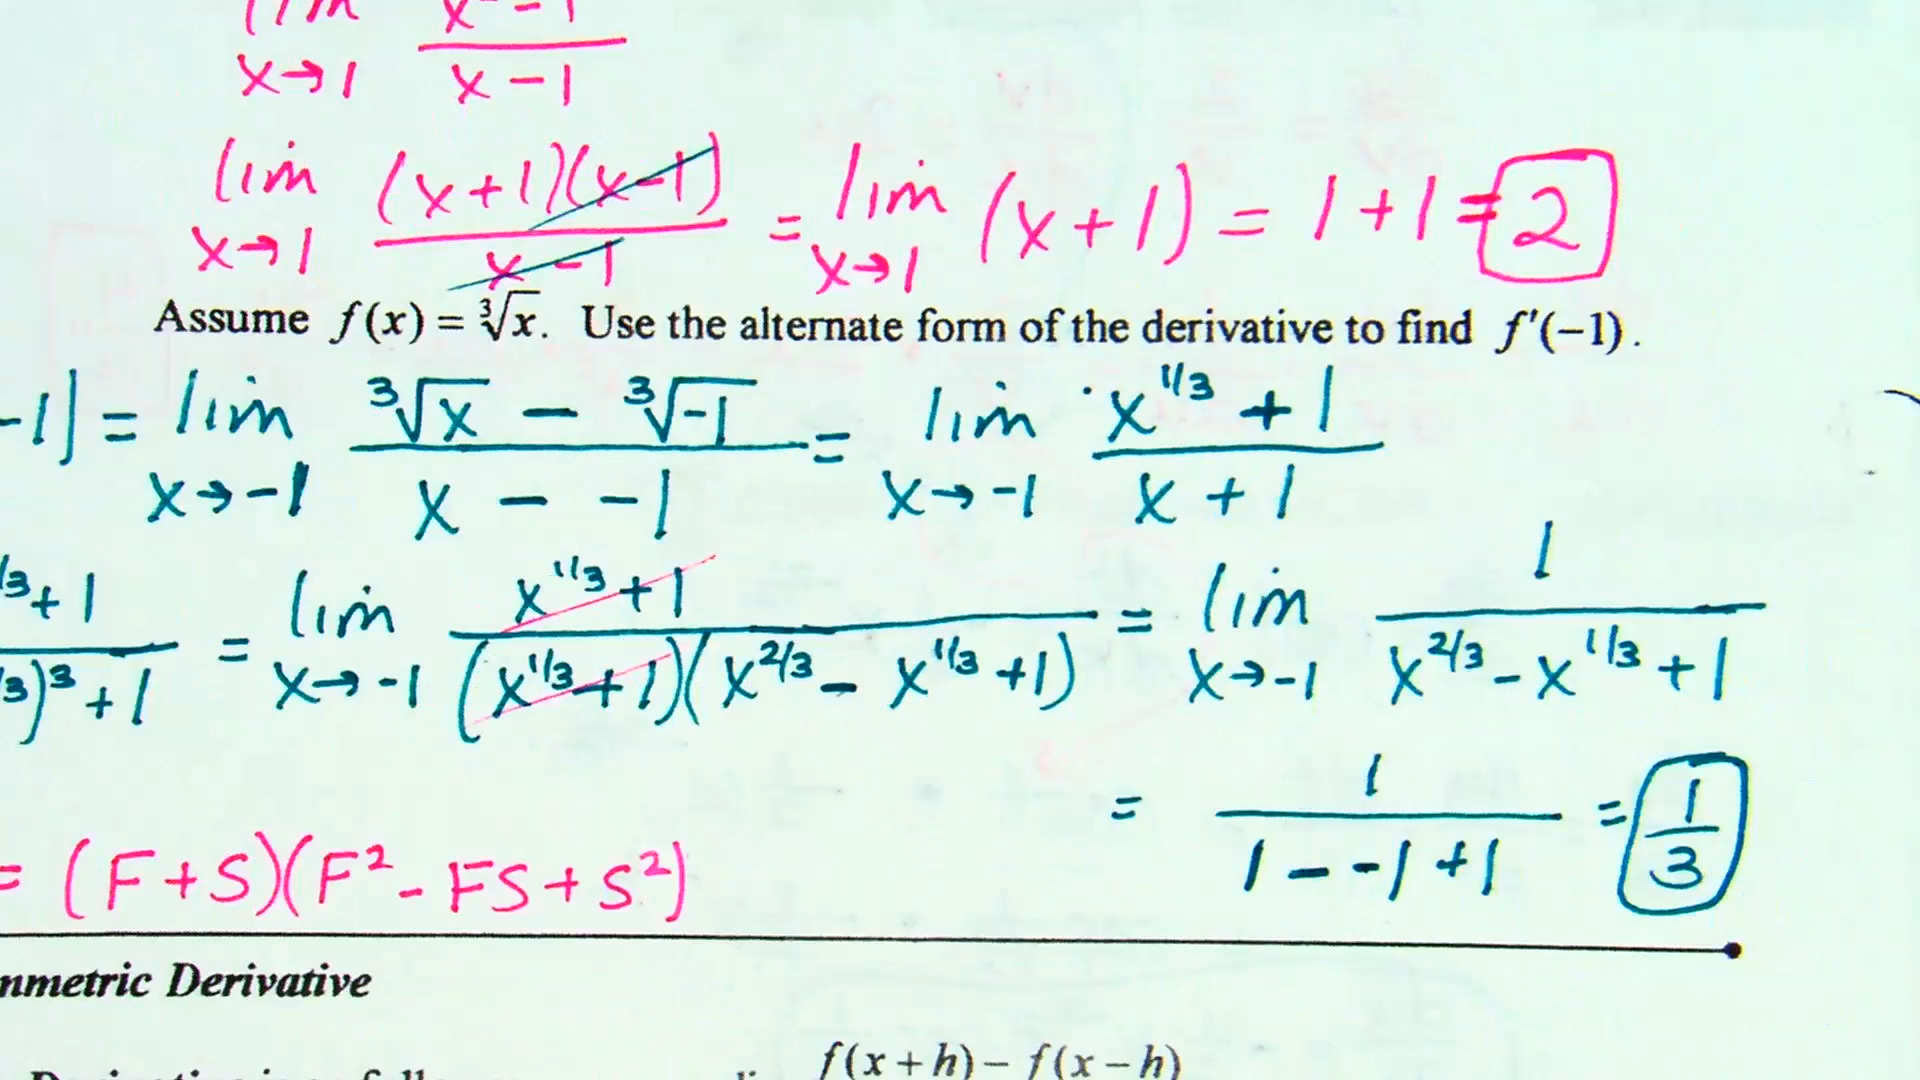 x - 1
x→1 x - 1
lim (x+1)(x-1) = lim (x+1) = 1+1 = 2
x→1 x-1 x→1
Assume f(x) = ∛x. Use the alternate form of the derivative to find f′(−1).
-1) = lim ∛x - ∛-1 = lim x^1/3 + 1
x→-1 x - -1 x→-1 x + 1
/3 + 1 = lim x^1/3 + 1 = lim 1
3)^3 + 1 x→-1 (x^1/3 + 1)(x^2/3 - x^1/3 + 1) x→-1 x^2/3 - x^1/3 + 1
= 1 / 1 - -1 + 1 = 1/3
= (F+S)(F² - FS + S²)
mmetric Derivative
f(x+h) − f(x−h)